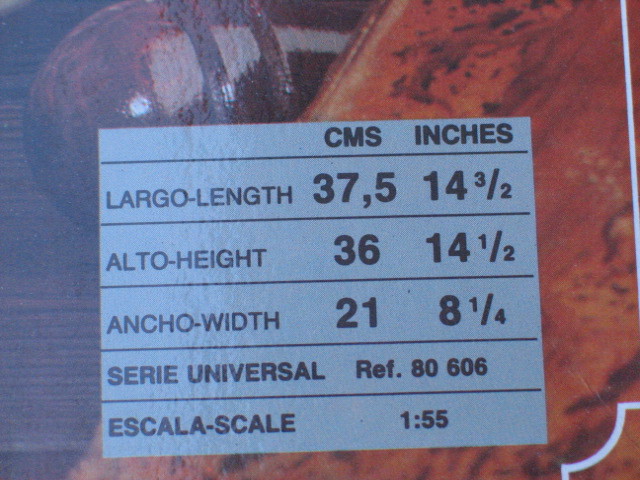 CMS INCHES
LARGO-LENGTH 37,5 14 3/2
ALTO-HEIGHT 36 14 1/2
ANCHO-WIDTH 21 8 1/4
SERIE UNIVERSAL Ref. 80 606
ESCALA-SCALE 1:55